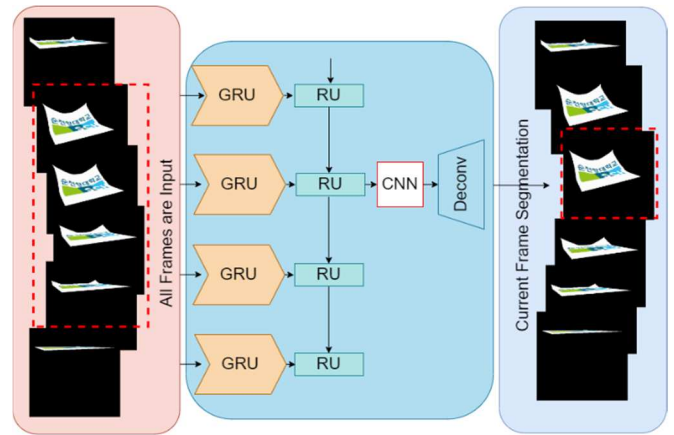 All Frames are Input
GRU
RU
GRU
RU
CNN
Deconv
GRU
RU
GRU
RU
Current Frame Segmentation